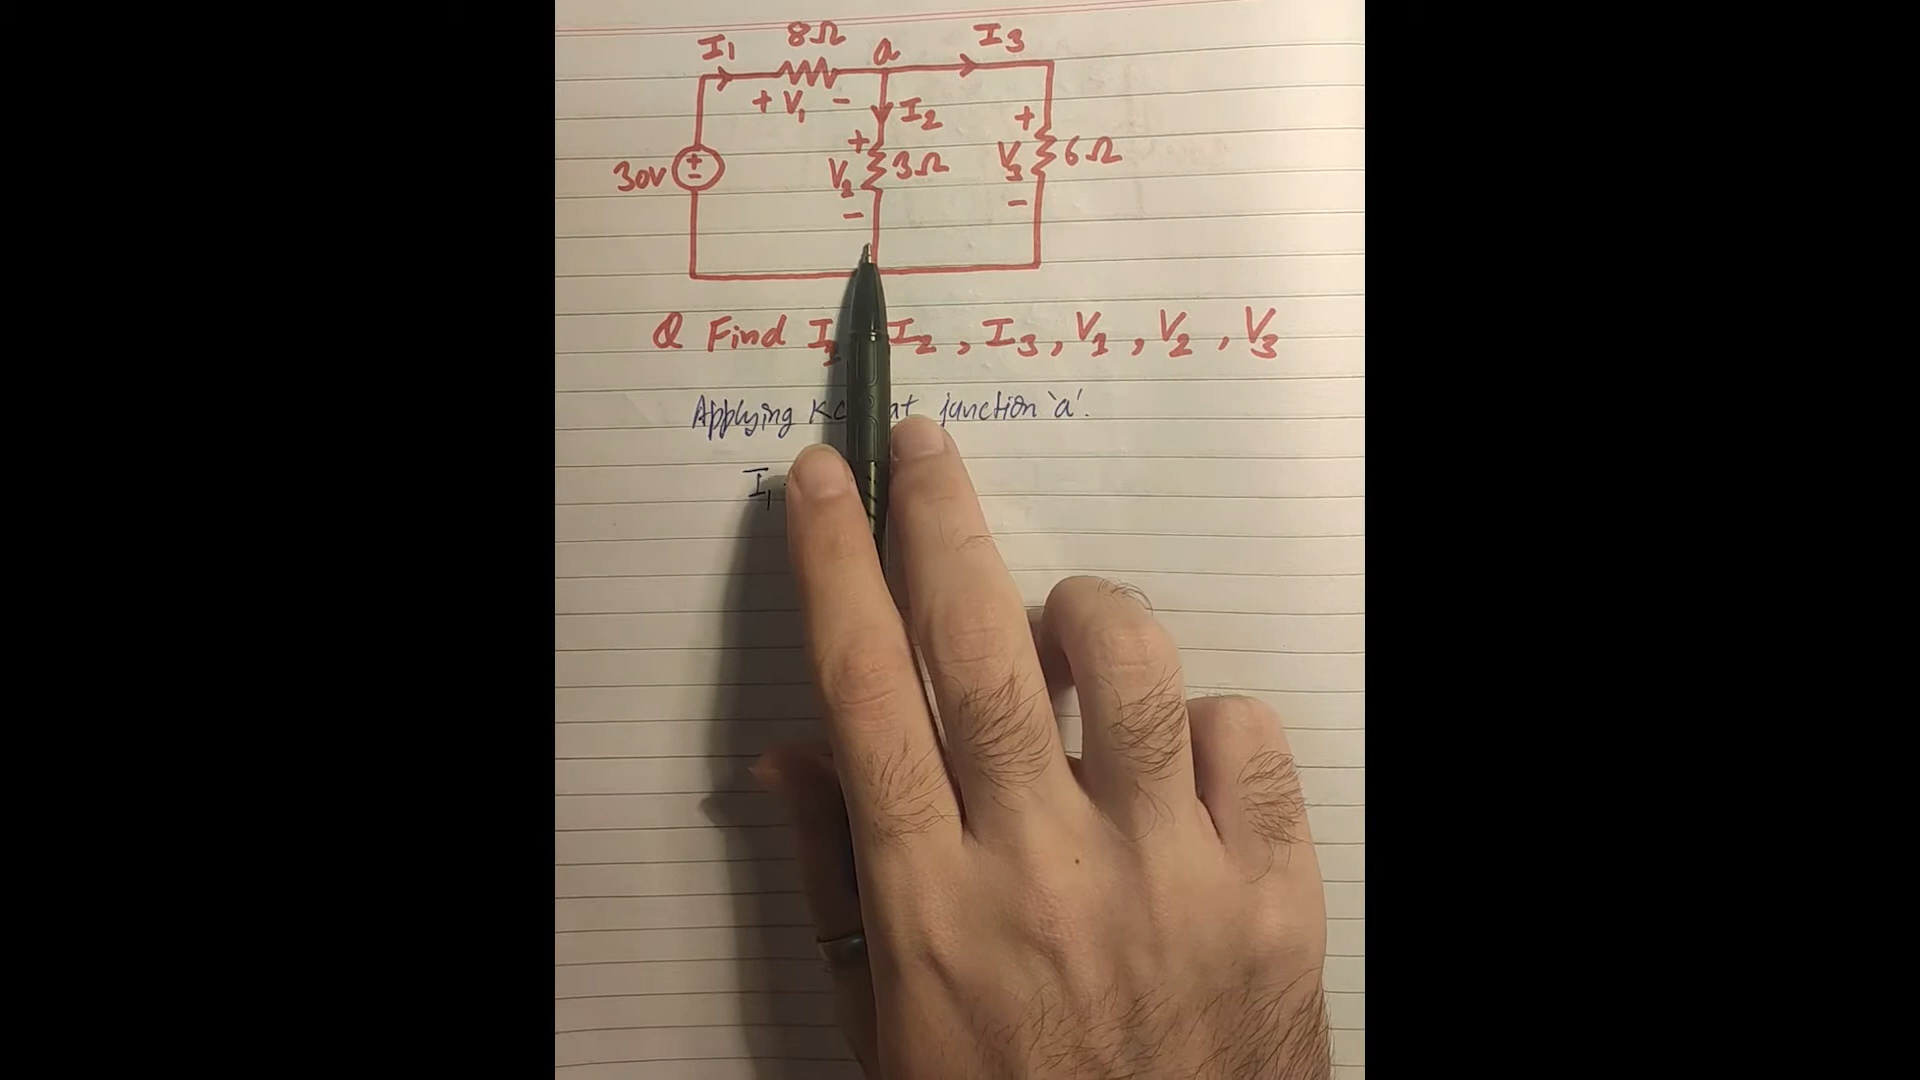 8Ω
I1 a I3
+ V1 - I2
+ +
30V + - V2 3Ω V3 6Ω
- -
Q Find I1 I2 , I3 , V1 , V2 , V3
Applying at junction 'a'.
I1